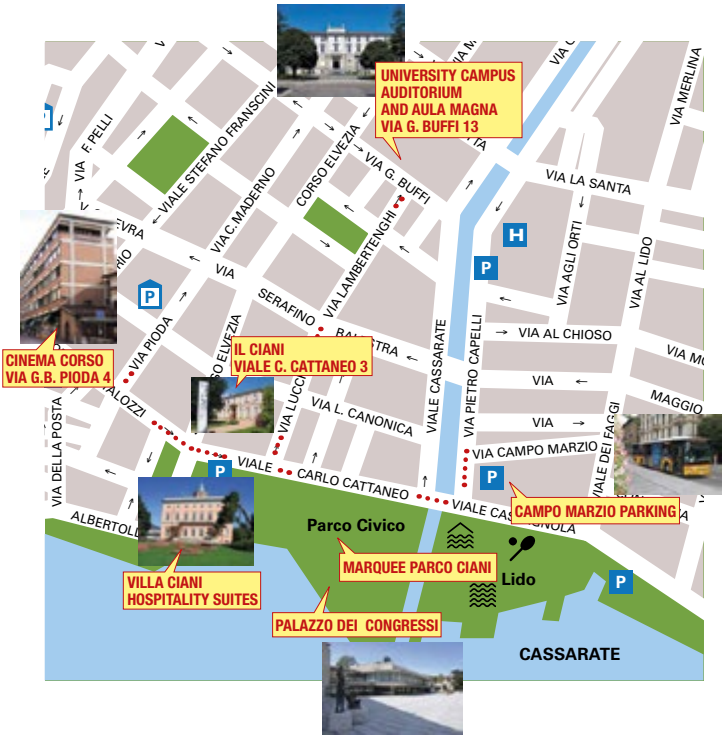 UNIVERSITY CAMPUS
AUDITORIUM
AND AULA MAGNA
VIA G. BUFFI 13
VIA MERLINA
VIA F. PELLI
VIALE STEFANO FRANSCINI
CORSO ELVEZIA
VIA G. BUFFI
VIA LA SANTA
VIA C. MADERNO
VIA LAMBERTENGHI
H
P
P
VIA AGLI ORTI
VIA AL LIDO
VIA
SERAFINO
BALESTRA
VIA PIODA
VIALE CASSARATE
VIA PIETRO CAPELLI
VIA AL CHIOSO
CINEMA CORSO
VIA G.B. PIODA 4
IL CIANI
VIALE C. CATTANEO 3
VIA
MAGGIO
VIA L. CANONICA
VIA
VIA DELLA POSTA
VIA CAMPO MARZIO
VIALE DEI FAGGI
P
VIALE
CARLO CATTANEO
P
CAMPO MARZIO PARKING
Parco Civico
MARQUEE PARCO CIANI
Lido
P
VILLA CIANI
HOSPITALITY SUITES
PALAZZO DEI CONGRESSI
CASSARATE